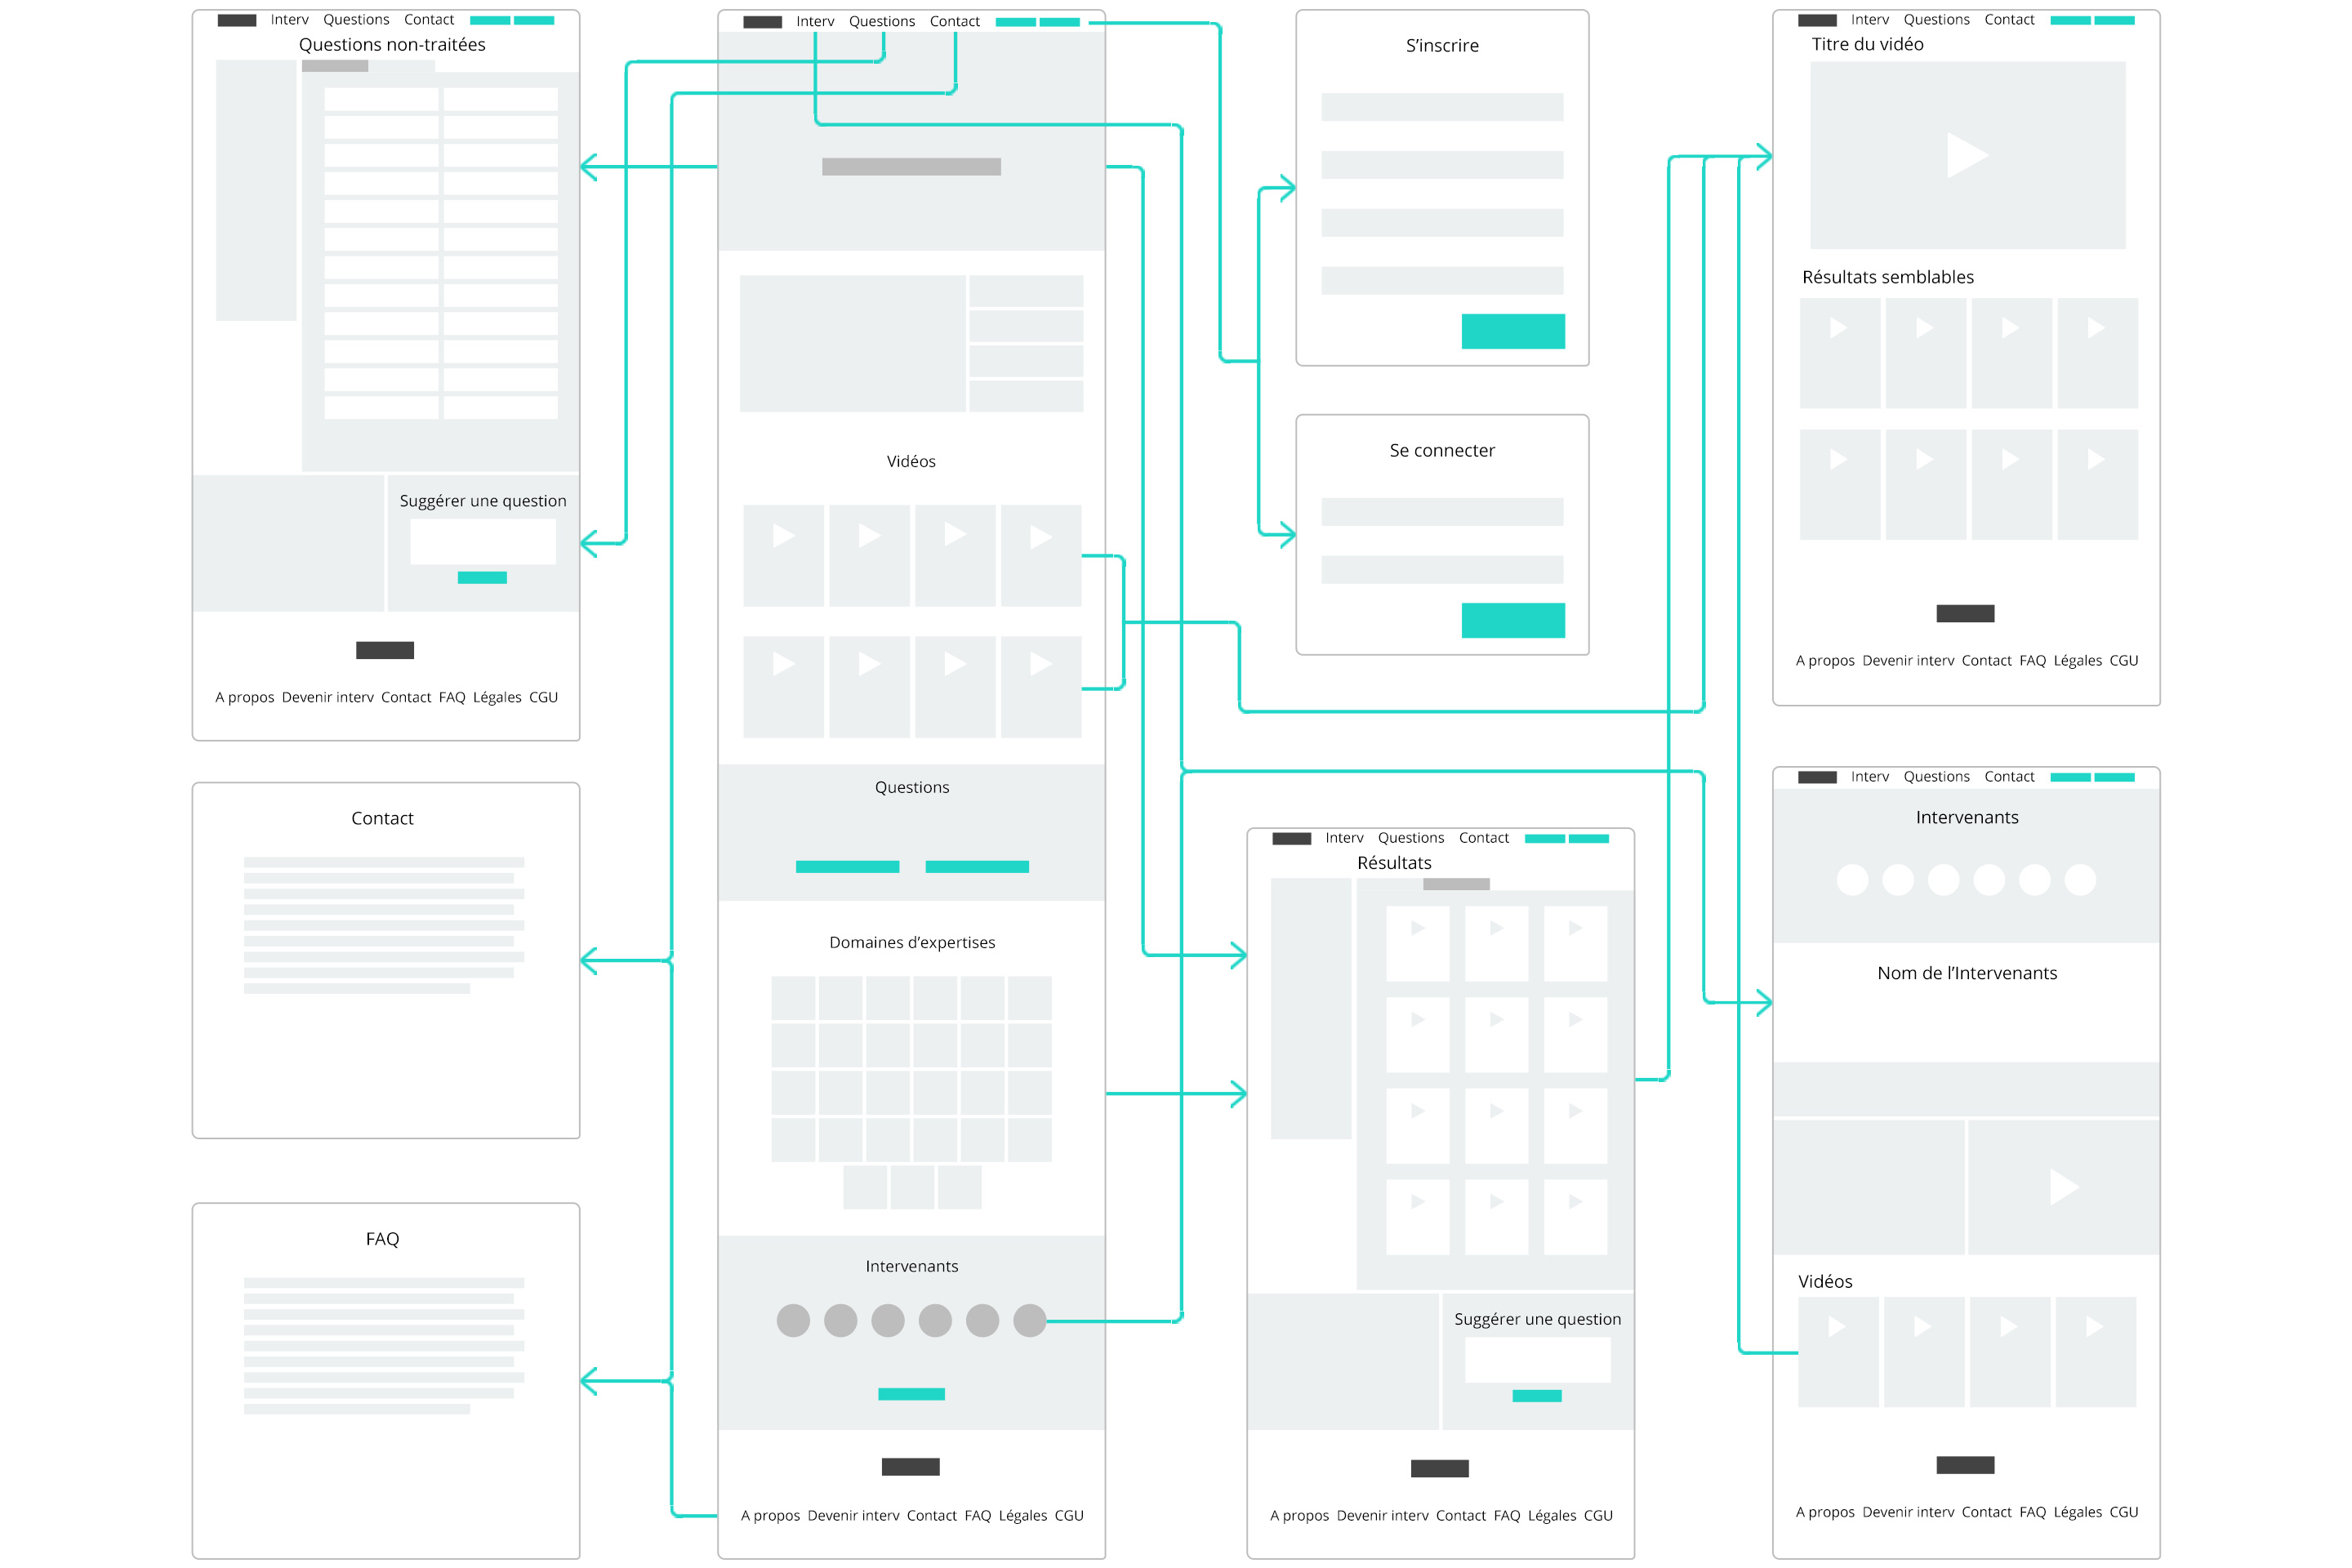 Interv Questions Contact
Questions non-traitées
Suggérer une question
A propos Devenir interv Contact FAQ Légales CGU
Contact
FAQ
Interv Questions Contact
Vidéos
Questions
Domaines d’expertises
Intervenants
A propos Devenir interv Contact FAQ Légales CGU
S’inscrire
Se connecter
Interv Questions Contact
Résultats
Suggérer une question
A propos Devenir interv Contact FAQ Légales CGU
Interv Questions Contact
Titre du vidéo
Résultats semblables
A propos Devenir interv Contact FAQ Légales CGU
Interv Questions Contact
Intervenants
Nom de l’Intervenants
Vidéos
A propos Devenir interv Contact FAQ Légales CGU